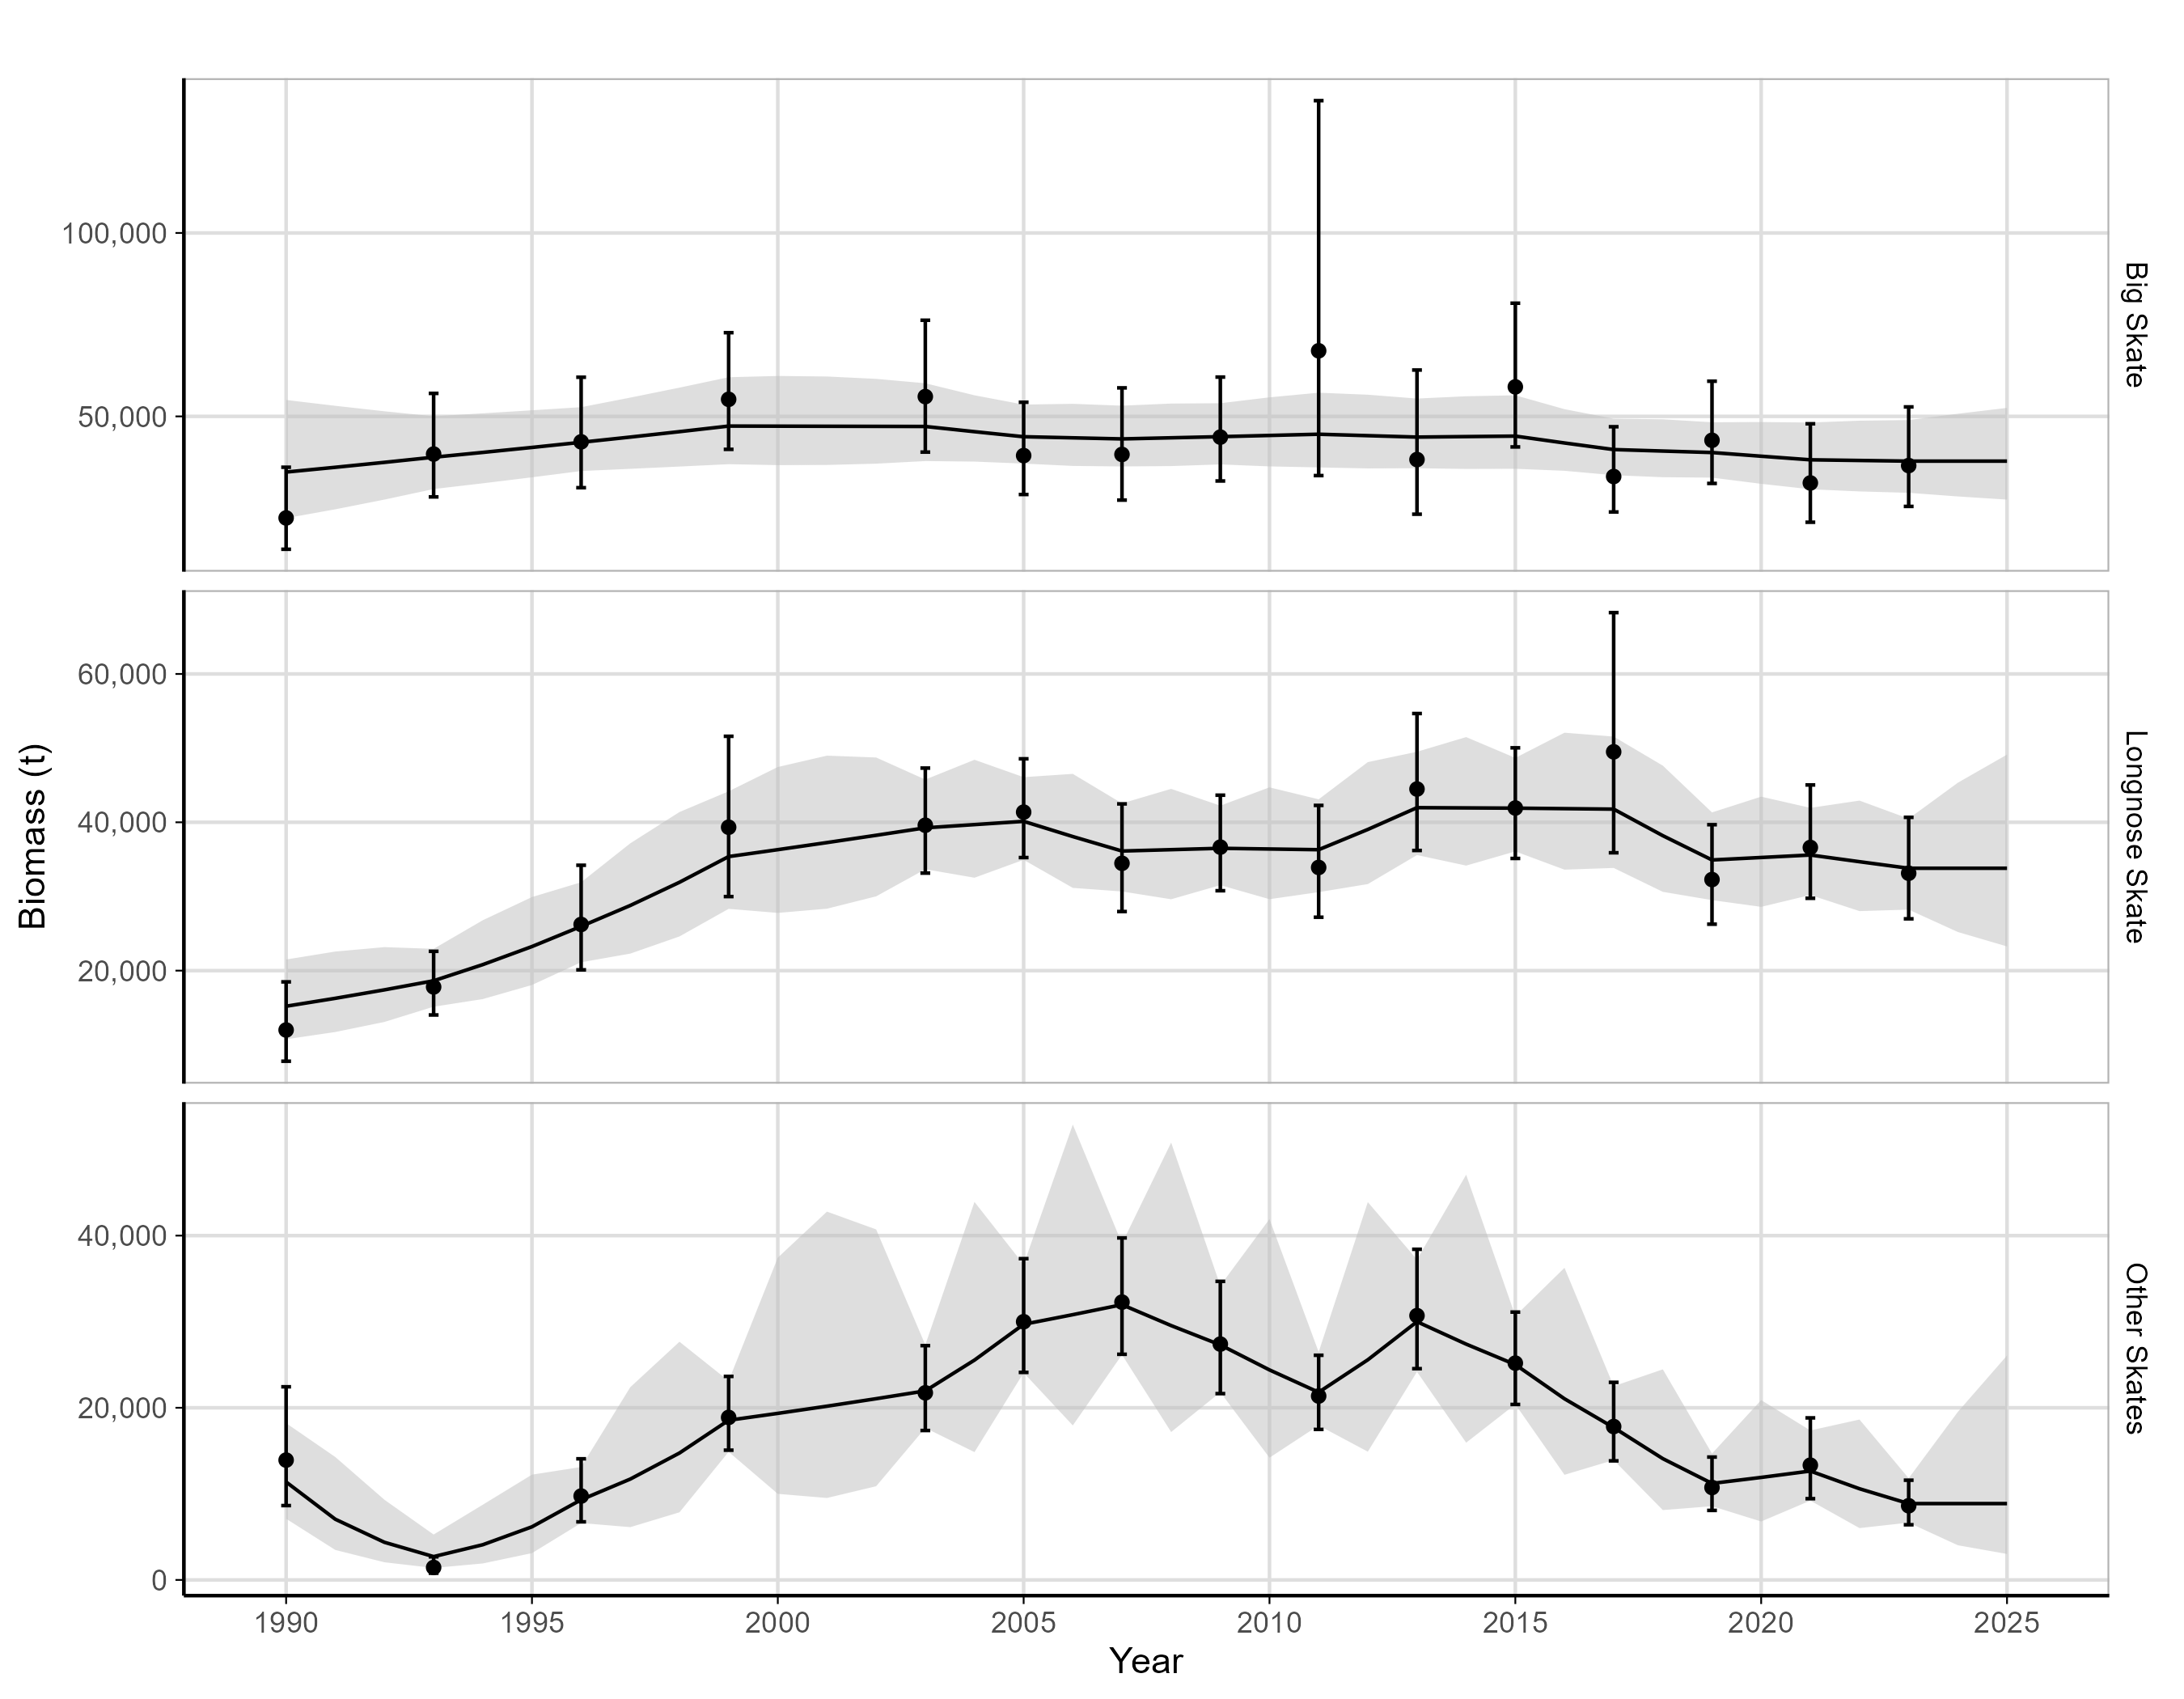 Biomass (t)
100,000
50,000
Big Skate
60,000
40,000
20,000
Longnose Skate
40,000
20,000
0
Other Skates
1990 1995 2000 2005 2010 2015 2020 2025
Year